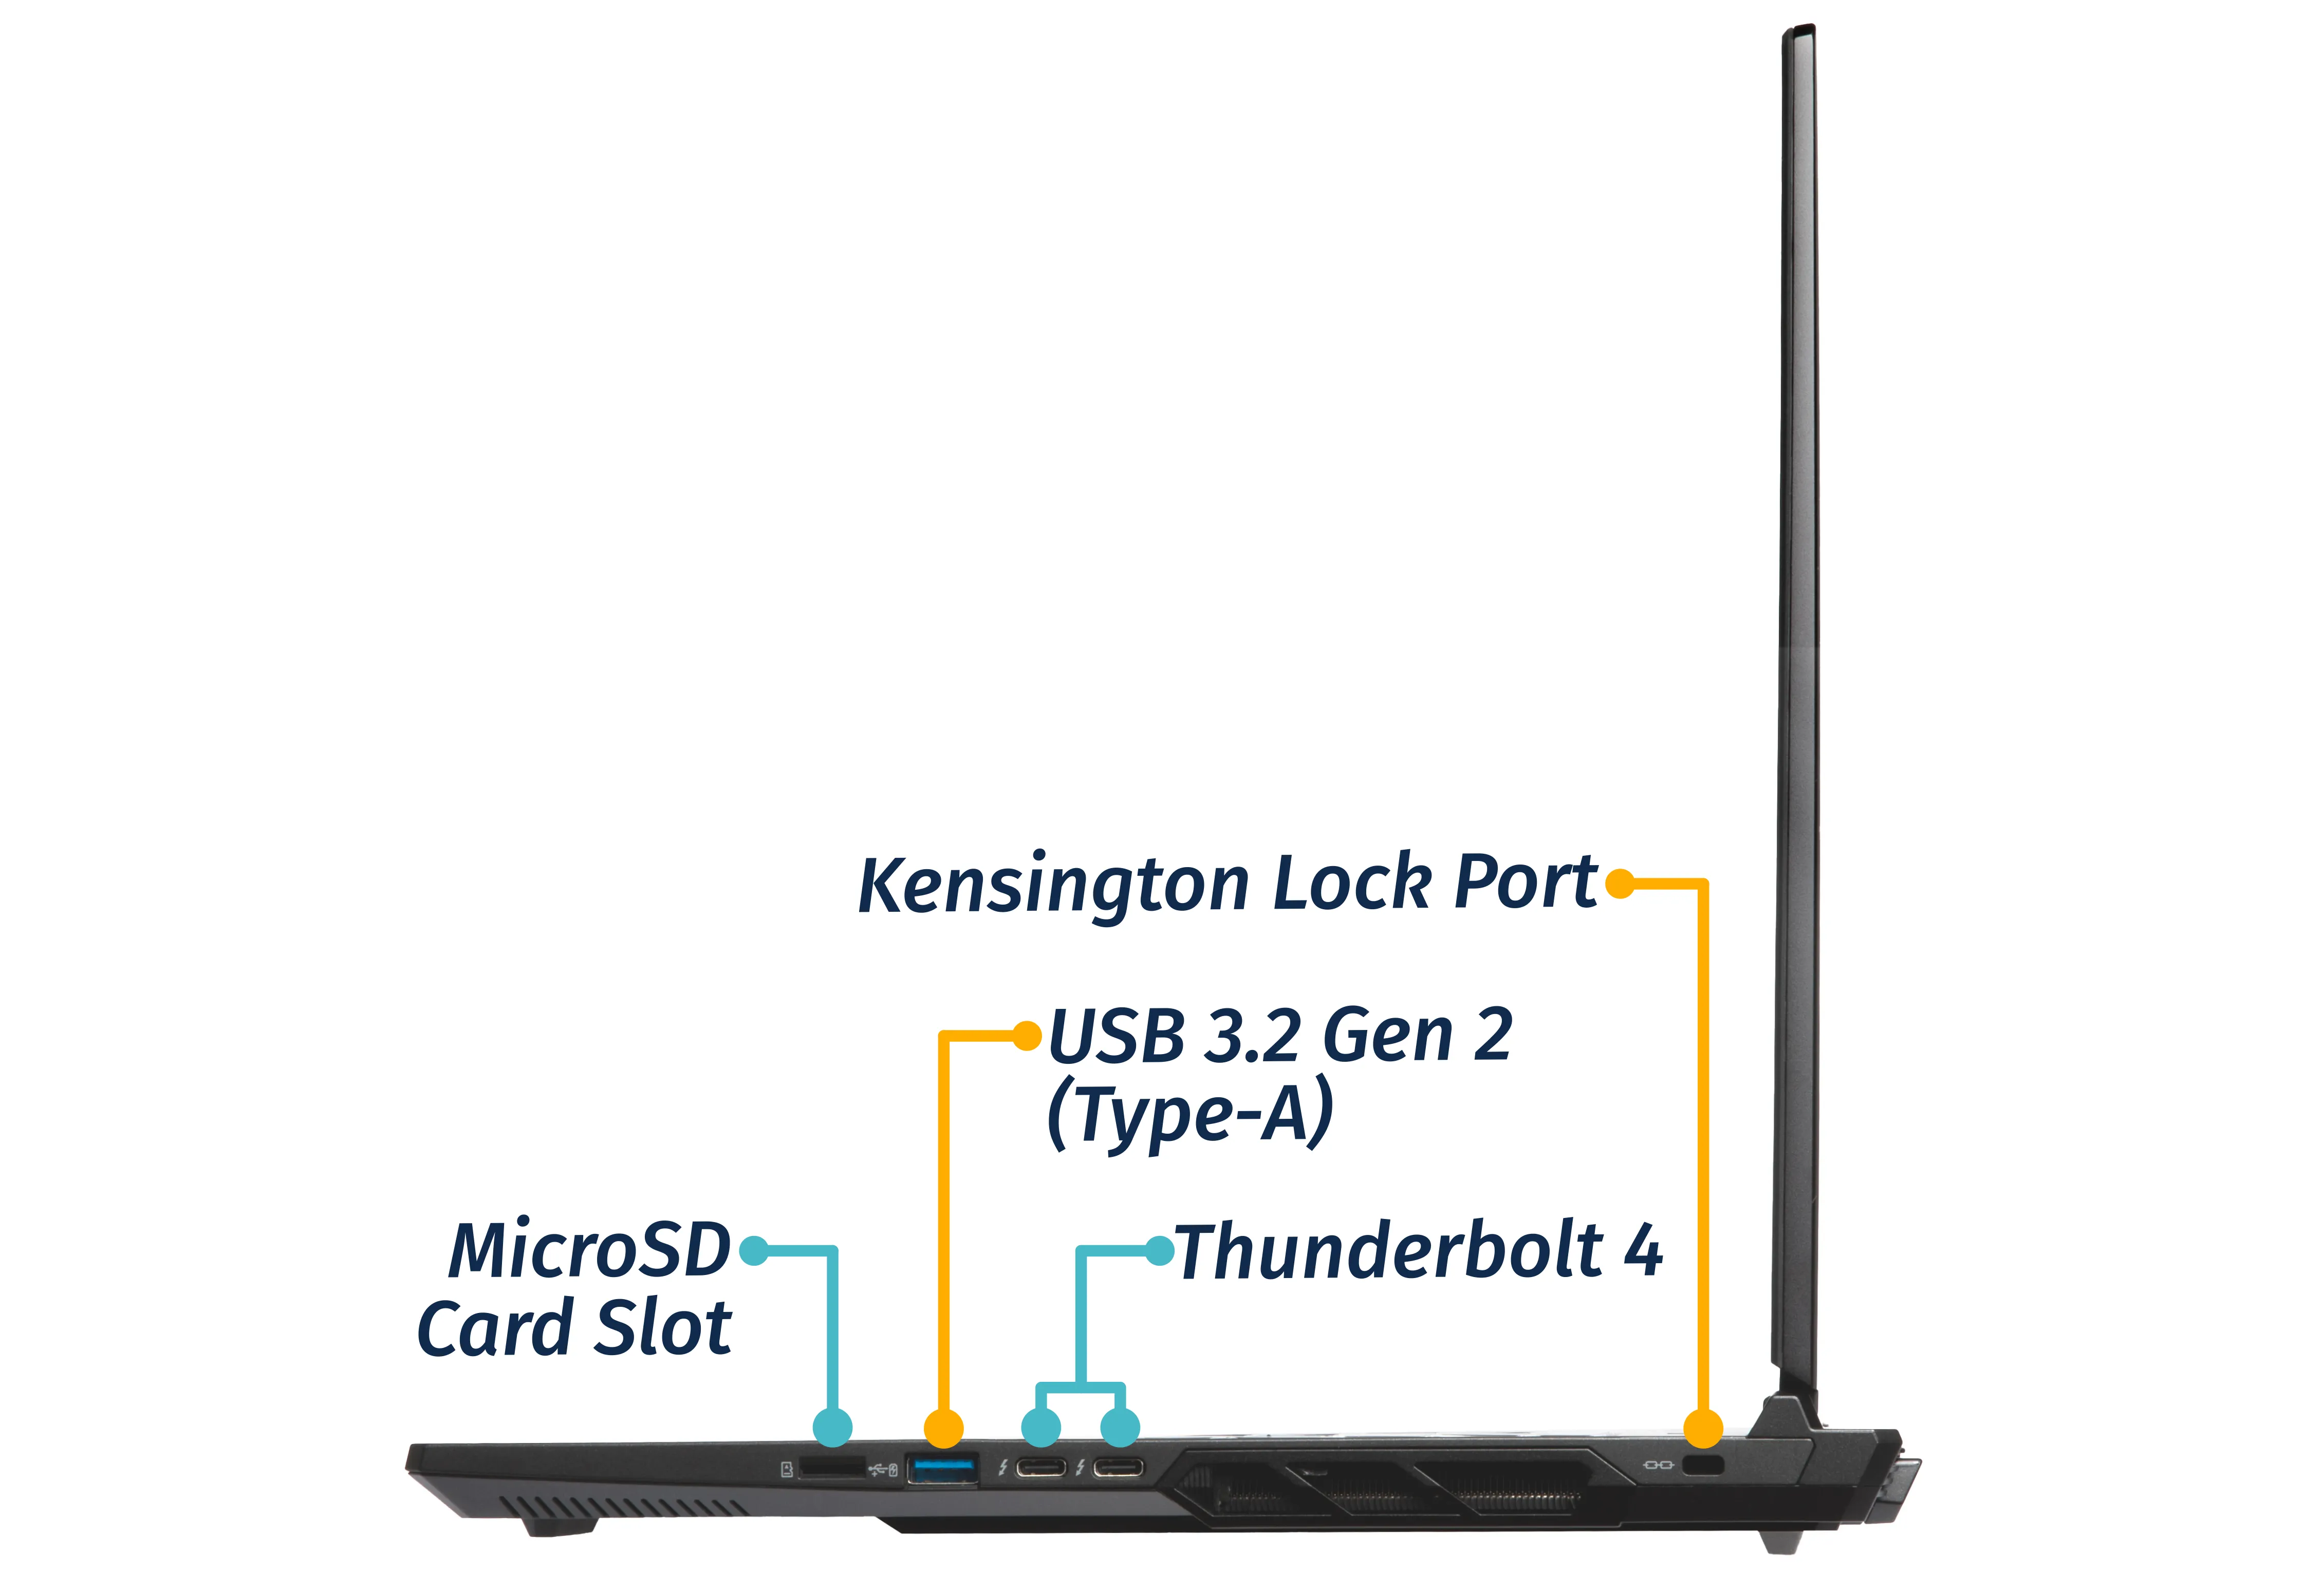 Kensington Lock Port
USB 3.2 Gen 2
(Type-A)
MicroSD
Card Slot
Thunderbolt 4